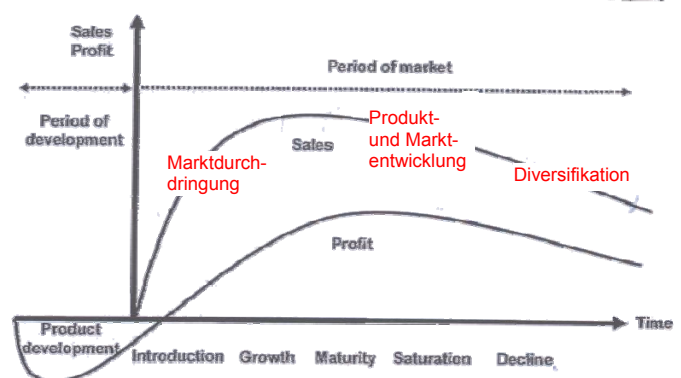 Sales
Profit
Period of market
Period of
development
Sales
Produkt-
und Markt-
entwicklung
Marktdurch-
dringung
Diversifikation
Profit
Time
Product
development
Introduction Growth Maturity Saturation Decline